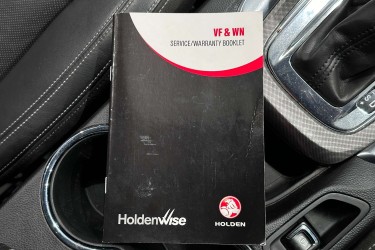 VF & WN
SERVICE/WARRANTY BOOKLET
HoldenWise
HOLDEN